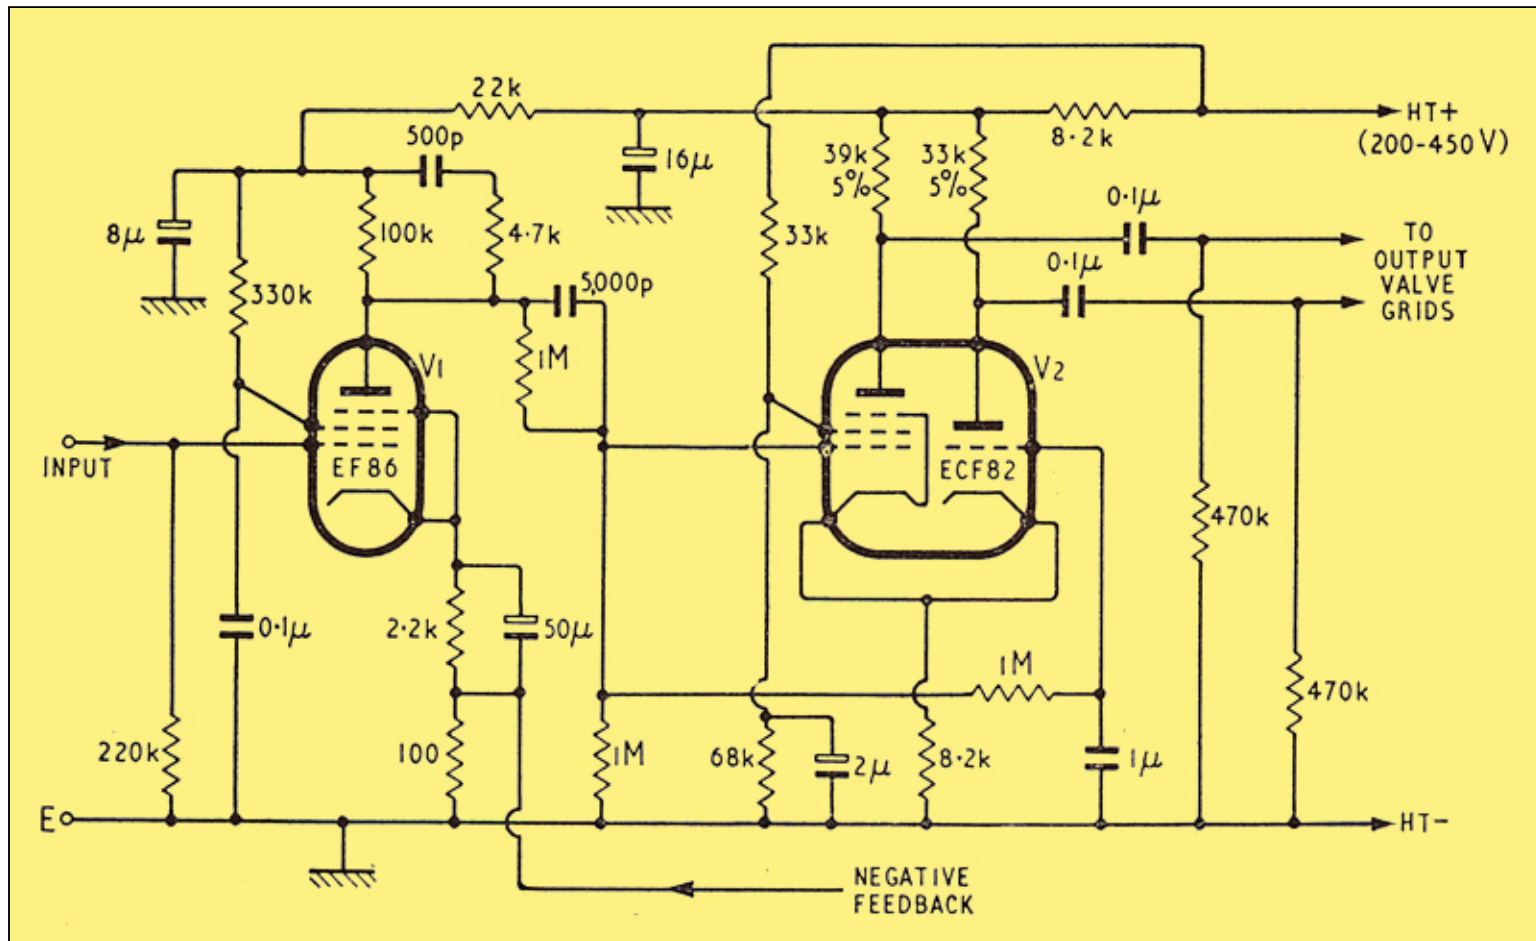 22k
500p
16μ
39k
5%
33k
5%
8·2k
HT+
(200-450V)
8μ
100k
4·7k
33k
0·1μ
TO
OUTPUT
VALVE
GRIDS
0·1μ
330k
5,000p
V1
1M
V2
INPUT
EF86
ECF82
470k
0·1μ
2·2k
50μ
1M
470k
220k
100
1M
68k
2μ
8·2k
1μ
E
HT-
NEGATIVE
FEEDBACK